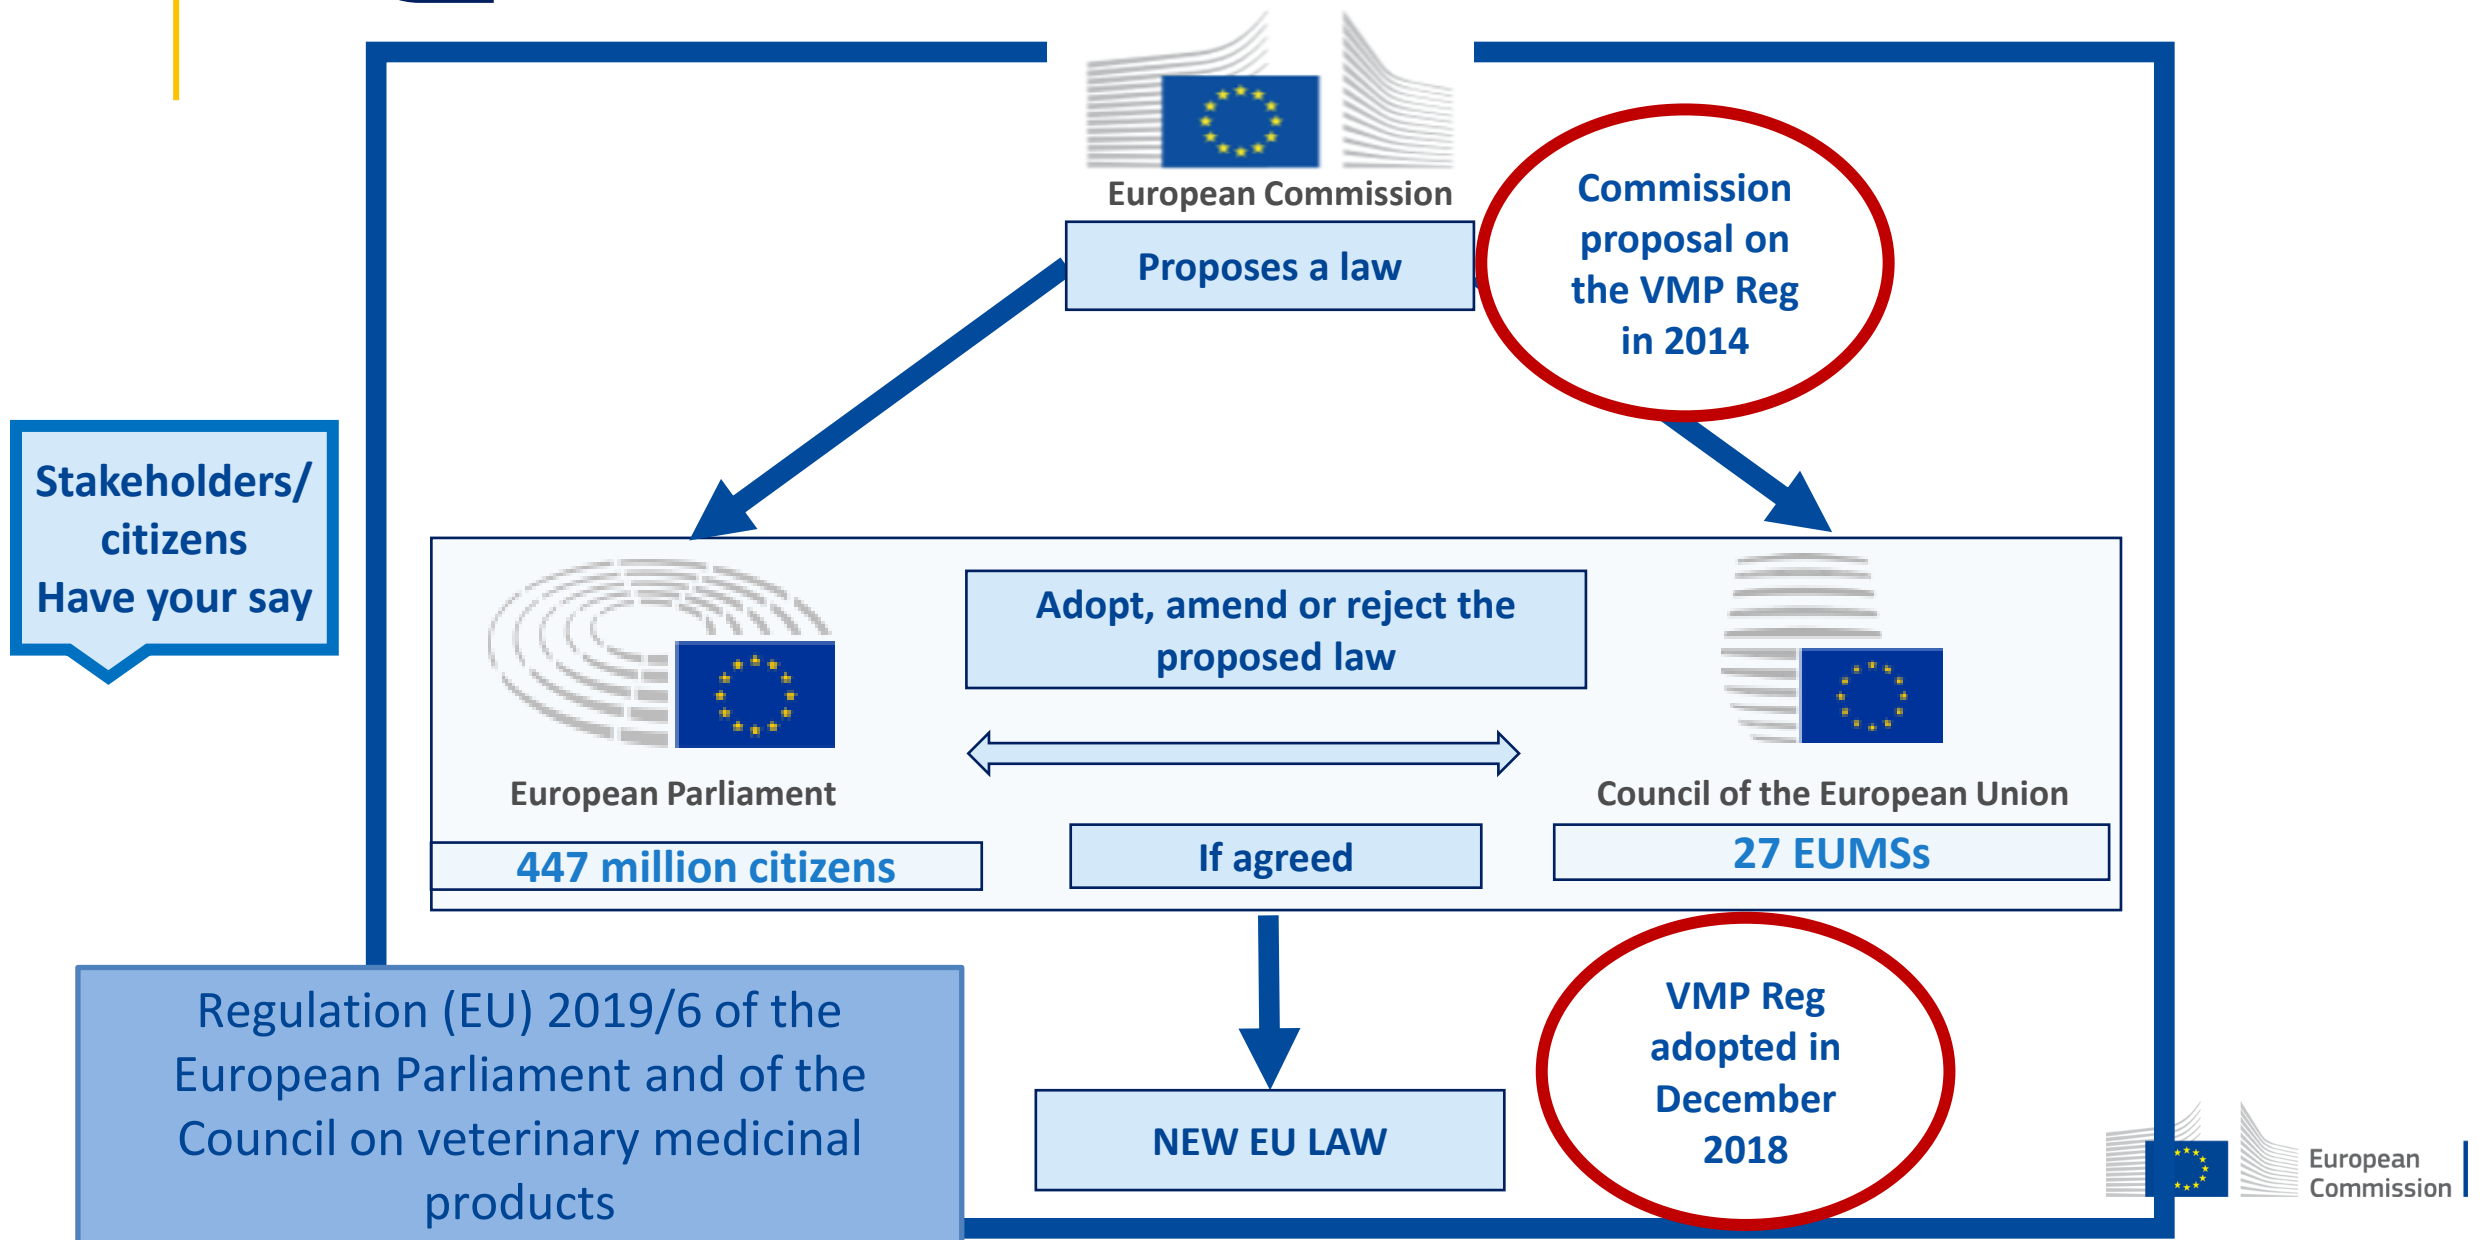 European Commission
Proposes a law
Commission
proposal on
the VMP Reg
in 2014
Stakeholders/
citizens
Have your say
Adopt, amend or reject the
proposed law
European Parliament
Council of the European Union
447 million citizens
If agreed
27 EUMSs
Regulation (EU) 2019/6 of the
European Parliament and of the
Council on veterinary medicinal
products
VMP Reg
adopted in
December
2018
NEW EU LAW
European
Commission